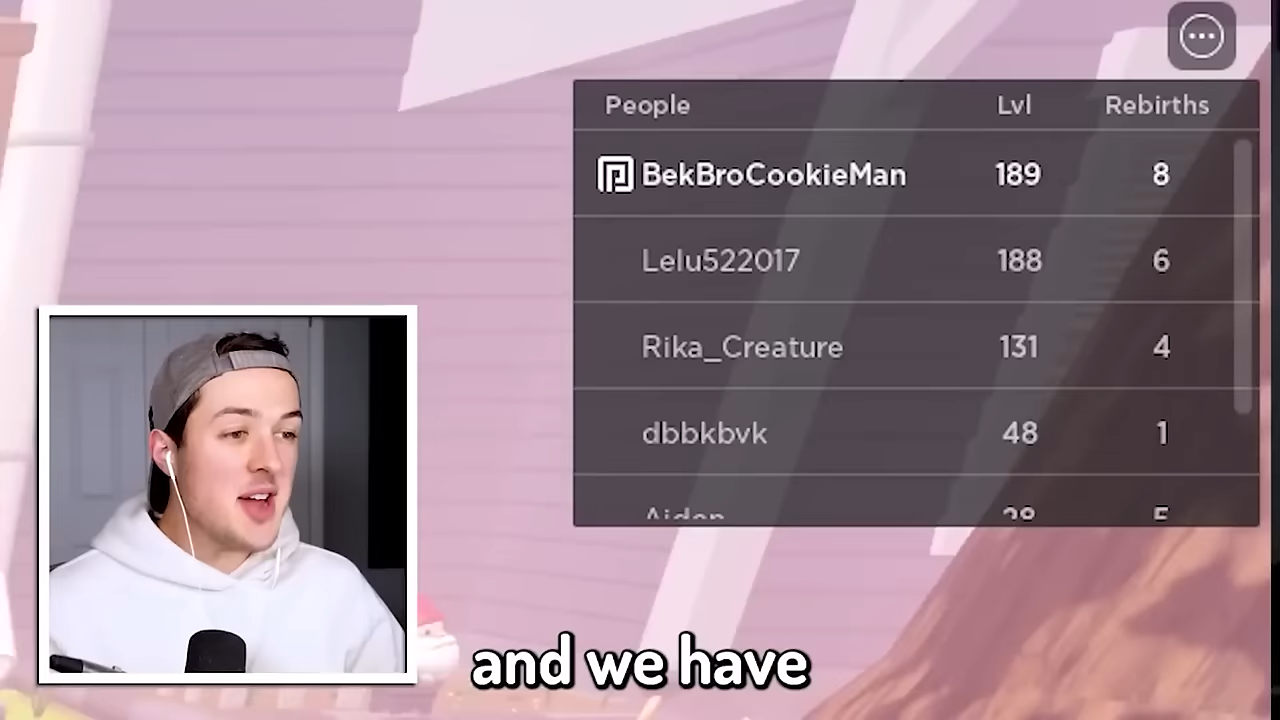 People Lvl Rebirths
BekBroCookieMan 189 8
Lelu522017 188 6
Rika_Creature 131 4
dbbkbvk 48 1
and we have